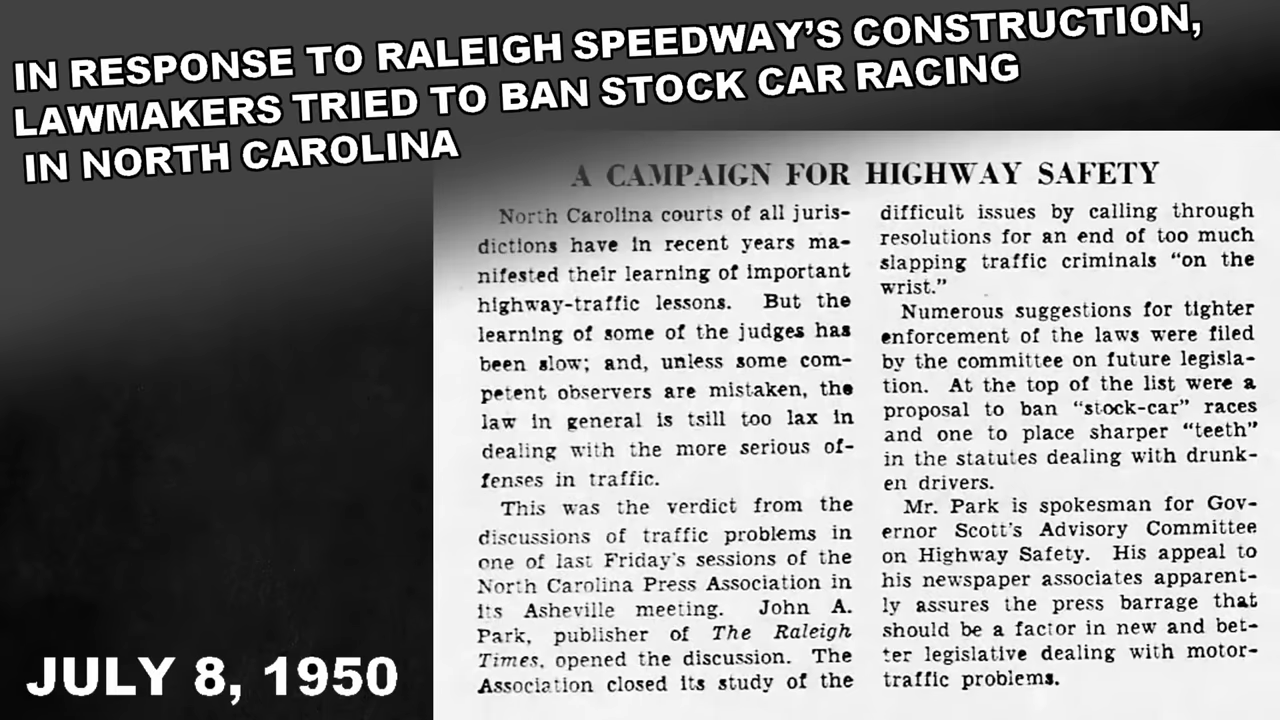 IN RESPONSE TO RALEIGH SPEEDWAY'S CONSTRUCTION,
LAWMAKERS TRIED TO BAN STOCK CAR RACING
IN NORTH CAROLINA
A CAMPAIGN FOR HIGHWAY SAFETY
North Carolina courts of all juris-
dictions have in recent years ma-
nifested their learning of important
highway-traffic lessons. But the
learning of some of the judges has
been slow; and, unless some com-
petent observers are mistaken, the
law in general is tsill too lax in
dealing with the more serious of-
fenses in traffic.
This was the verdict from the
discussions of traffic problems in
one of last Friday's sessions of the
North Carolina Press Association in
its Asheville meeting. John A.
Park, publisher of The Raleigh
Times, opened the discussion. The
Association closed its study of the
difficult issues by calling through
resolutions for an end of too much
slapping traffic criminals "on the
wrist."
Numerous suggestions for tighter
enforcement of the laws were filed
by the committee on future legisla-
tion. At the top of the list were a
proposal to ban "stock-car" races
and one to place sharper "teeth"
in the statutes dealing with drunk-
en drivers.
Mr. Park is spokesman for Gov-
ernor Scott's Advisory Committee
on Highway Safety. His appeal to
his newspaper associates apparent-
ly assures the press barrage that
should be a factor in new and bet-
ter legislative dealing with motor-
traffic problems.
JULY 8, 1950